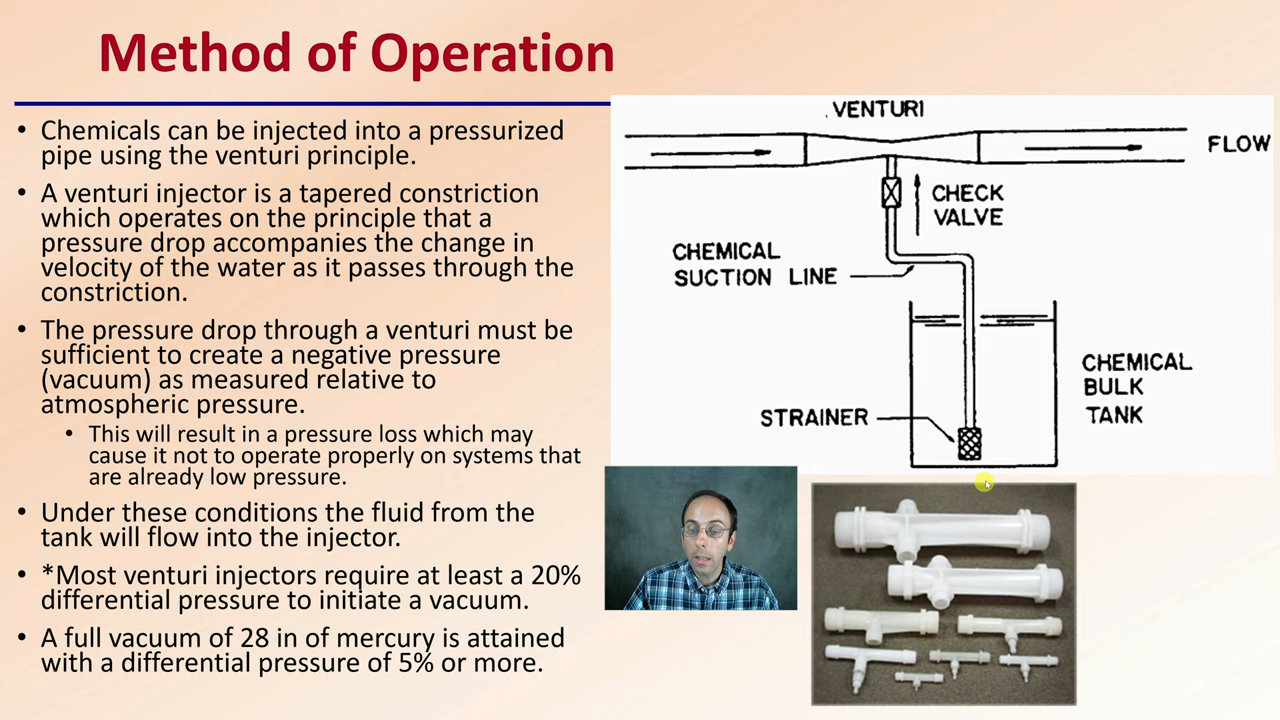 Method of Operation
• Chemicals can be injected into a pressurized
pipe using the venturi principle.
• A venturi injector is a tapered constriction
which operates on the principle that a
pressure drop accompanies the change in
velocity of the water as it passes through the
constriction.
• The pressure drop through a venturi must be
sufficient to create a negative pressure
(vacuum) as measured relative to
atmospheric pressure.
• This will result in a pressure loss which may
cause it not to operate properly on systems that
are already low pressure.
• Under these conditions the fluid from the
tank will flow into the injector.
• *Most venturi injectors require at least a 20%
differential pressure to initiate a vacuum.
• A full vacuum of 28 in of mercury is attained
with a differential pressure of 5% or more.
VENTURI
FLOW
CHECK
VALVE
CHEMICAL
SUCTION LINE
CHEMICAL
BULK
TANK
STRAINER